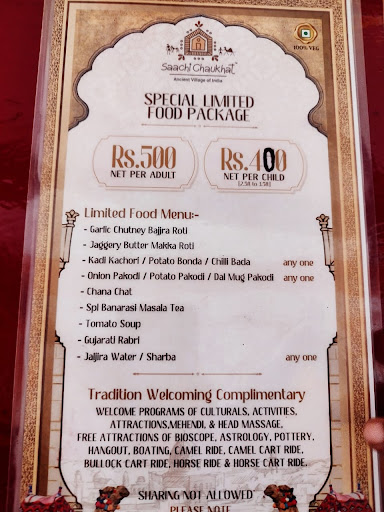 100% VEG
Saachi Chaukhat
Ancient Village of India
SPECIAL LIMITED
FOOD PACKAGE
Rs.500
NET PER ADULT
Rs.400
NET PER CHILD
Limited Food Menu:-
- Garlic Chutney Bajjra Roti
- Jaggery Butter Makka Roti
- Kadi Kachori / Potato Bonda / Chilli Bada any one
- Onion Pakodi / Potato Pakodi / Dal Mug Pakodi any one
- Chana Chat
- Spl Banarasi Masala Tea
- Tomato Soup
- Gujarati Rabri
- Jaljira Water / Sharba any one
Tradition Welcoming Complimentary
WELCOME PROGRAMS OF CULTURALS, ACTIVITIES,
ATTRACTIONS,MEHENDI, & HEAD MASSAGE.
FREE ATTRACTIONS OF BIOSCOPE, ASTROLOGY, POTTERY,
HANGOUT, BOATING, CAMEL RIDE, CAMEL CART RIDE,
BULLOCK CART RIDE, HORSE RIDE & HORSE CART RIDE.
SHARING NOT ALLOWED
PLEASE NOTE